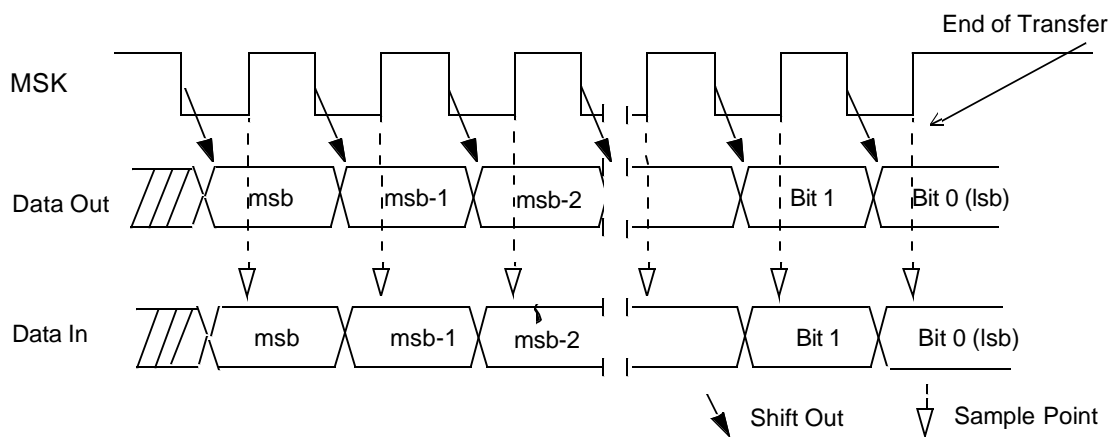 End of Transfer
MSK
Data Out
msb
msb-1
msb-2
Bit 1
Bit 0 (lsb)
Data In
msb
msb-1
msb-2
Bit 1
Bit 0 (lsb)
Shift Out
Sample Point